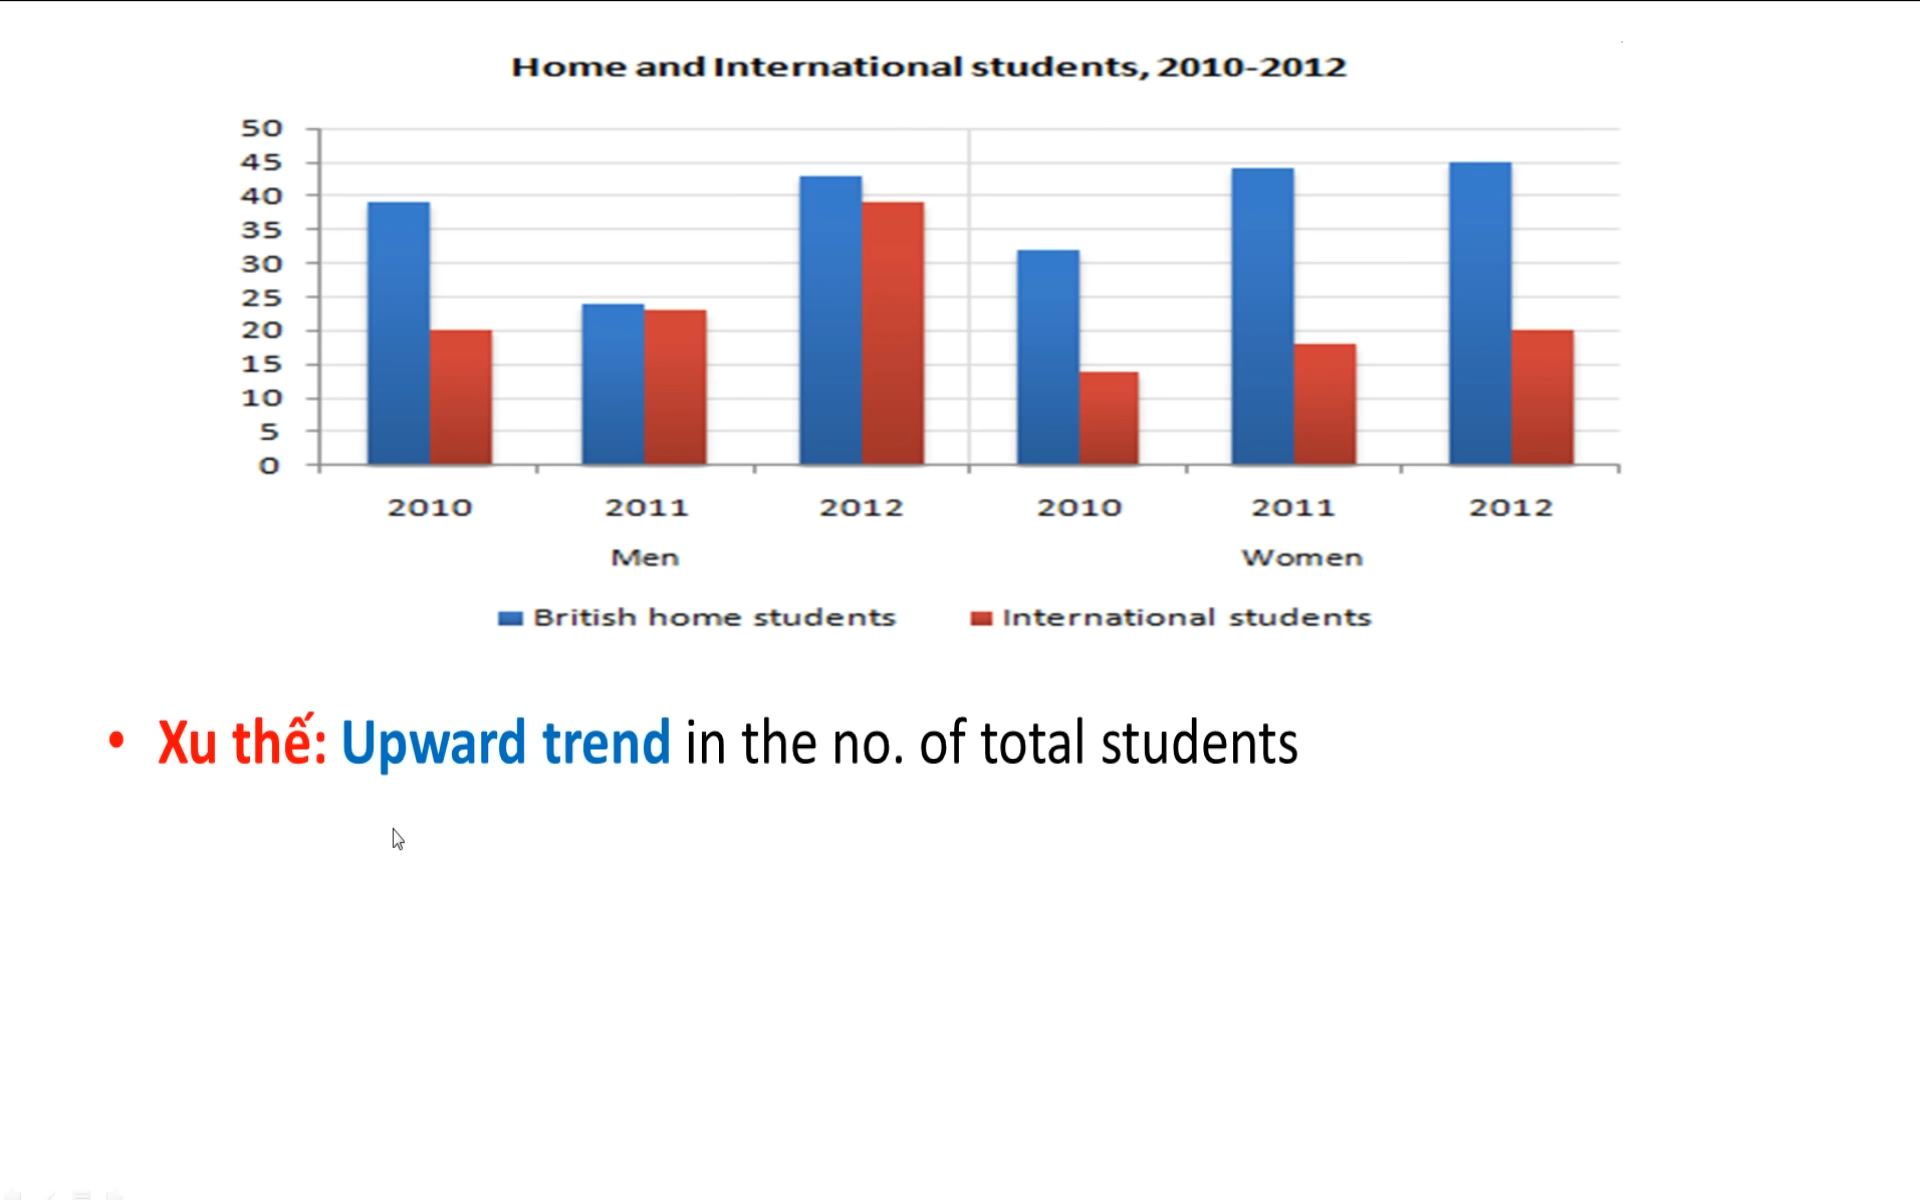 Home and International students, 2010-2012
50
45
40
35
30
25
20
15
10
5
0
2010 2011 2012 2010 2011 2012
Men Women
British home students International students
• Xu thế: Upward trend in the no. of total students